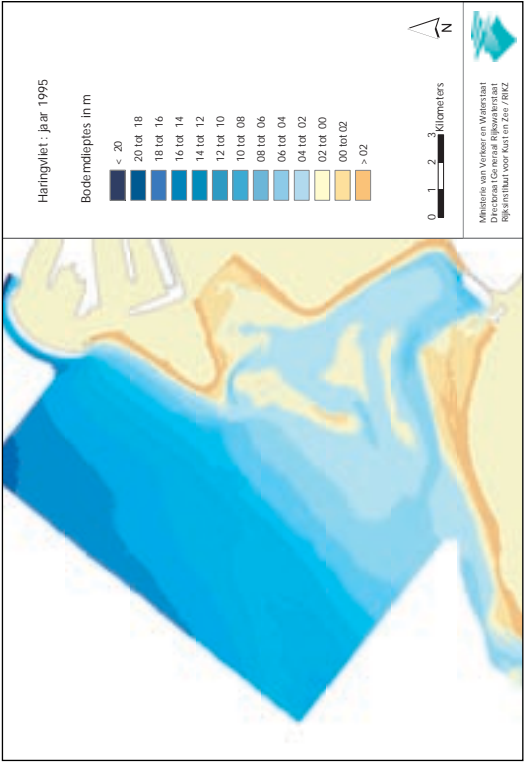 Haringvliet : jaar 1995
Bodemdieptes in m
< 20
20 tot 18
18 tot 16
16 tot 14
14 tot 12
12 tot 10
10 tot 08
08 tot 06
06 tot 04
04 tot 02
02 tot 00
00 tot 02
> 02
N
0 1 2 3 Kilometers
Ministerie van Verkeer en Waterstaat
Directoraat Generaal Rijkswaterstaat
Rijksinstituut voor Kust en Zee / RIKZ